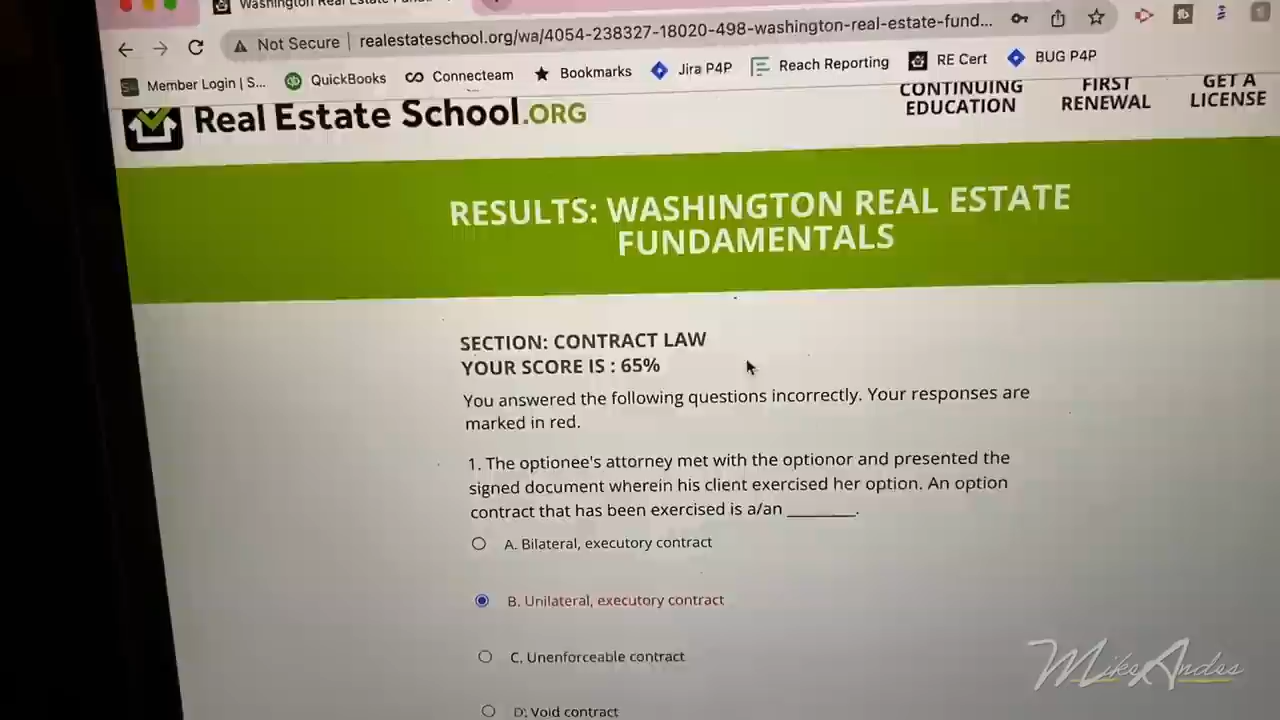 Washington Real Estate Fund
Not Secure | realestateschool.org/wa/4054-238327-18020-498-washington-real-estate-fund...
Member Login | S... QuickBooks Connecteam Bookmarks Jira P4P Reach Reporting RE Cert BUG P4P
Real Estate School.ORG
CONTINUING EDUCATION
FIRST RENEWAL
GET A LICENSE
RESULTS: WASHINGTON REAL ESTATE
FUNDAMENTALS
SECTION: CONTRACT LAW
YOUR SCORE IS : 65%
You answered the following questions incorrectly. Your responses are
marked in red.
1. The optionee's attorney met with the optionor and presented the
signed document wherein his client exercised her option. An option
contract that has been exercised is a/an ________.
A. Bilateral, executory contract
B. Unilateral, executory contract
C. Unenforceable contract
D. Void contract
Mike Andes